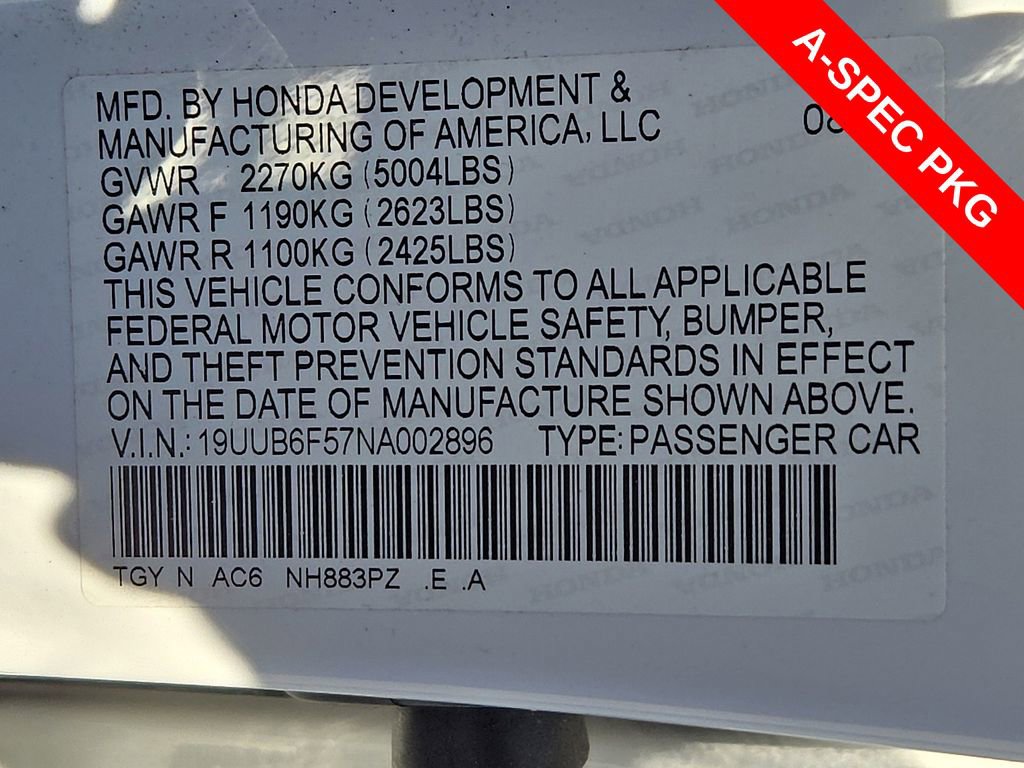 A-SPEC PKG
MFD. BY HONDA DEVELOPMENT & 08
MANUFACTURING OF AMERICA, LLC
GVWR 2270KG (5004LBS)
GAWR F 1190KG (2623LBS)
GAWR R 1100KG (2425LBS)
THIS VEHICLE CONFORMS TO ALL APPLICABLE
FEDERAL MOTOR VEHICLE SAFETY, BUMPER,
AND THEFT PREVENTION STANDARDS IN EFFECT
ON THE DATE OF MANUFACTURE SHOWN ABOVE.
V.I.N.: 19UUB6F57NA002896 TYPE: PASSENGER CAR
TGY N AC6 NH883PZ .E .A